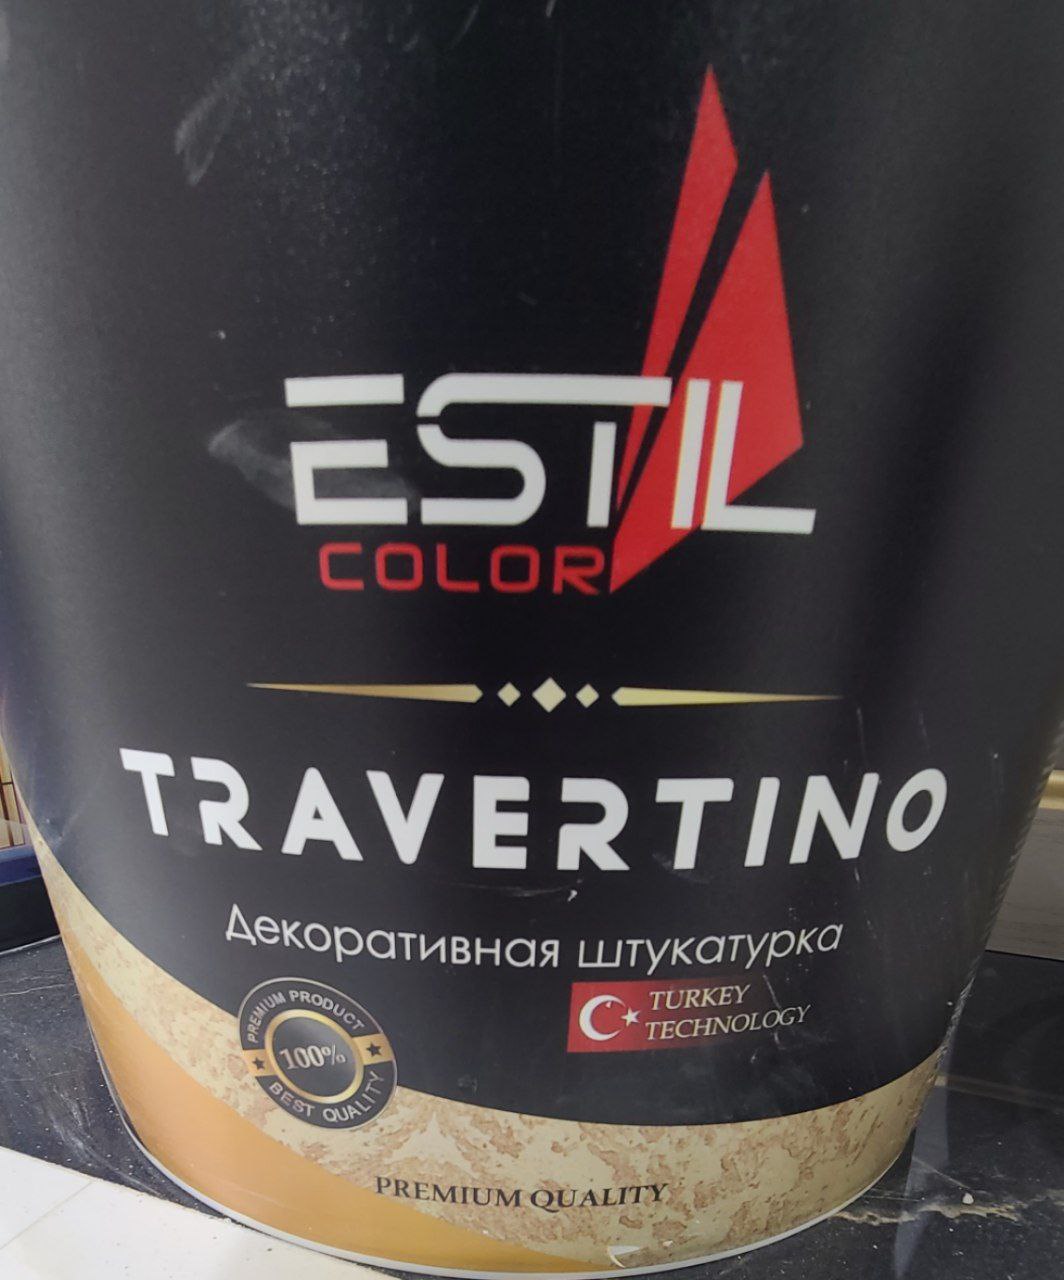 ESTIL
COLOR
TRAVERTINO
Декоративная штукатурка
PREMIUM PRODUCT
100%
BEST QUALITY
TURKEY
TECHNOLOGY
PREMIUM QUALITY